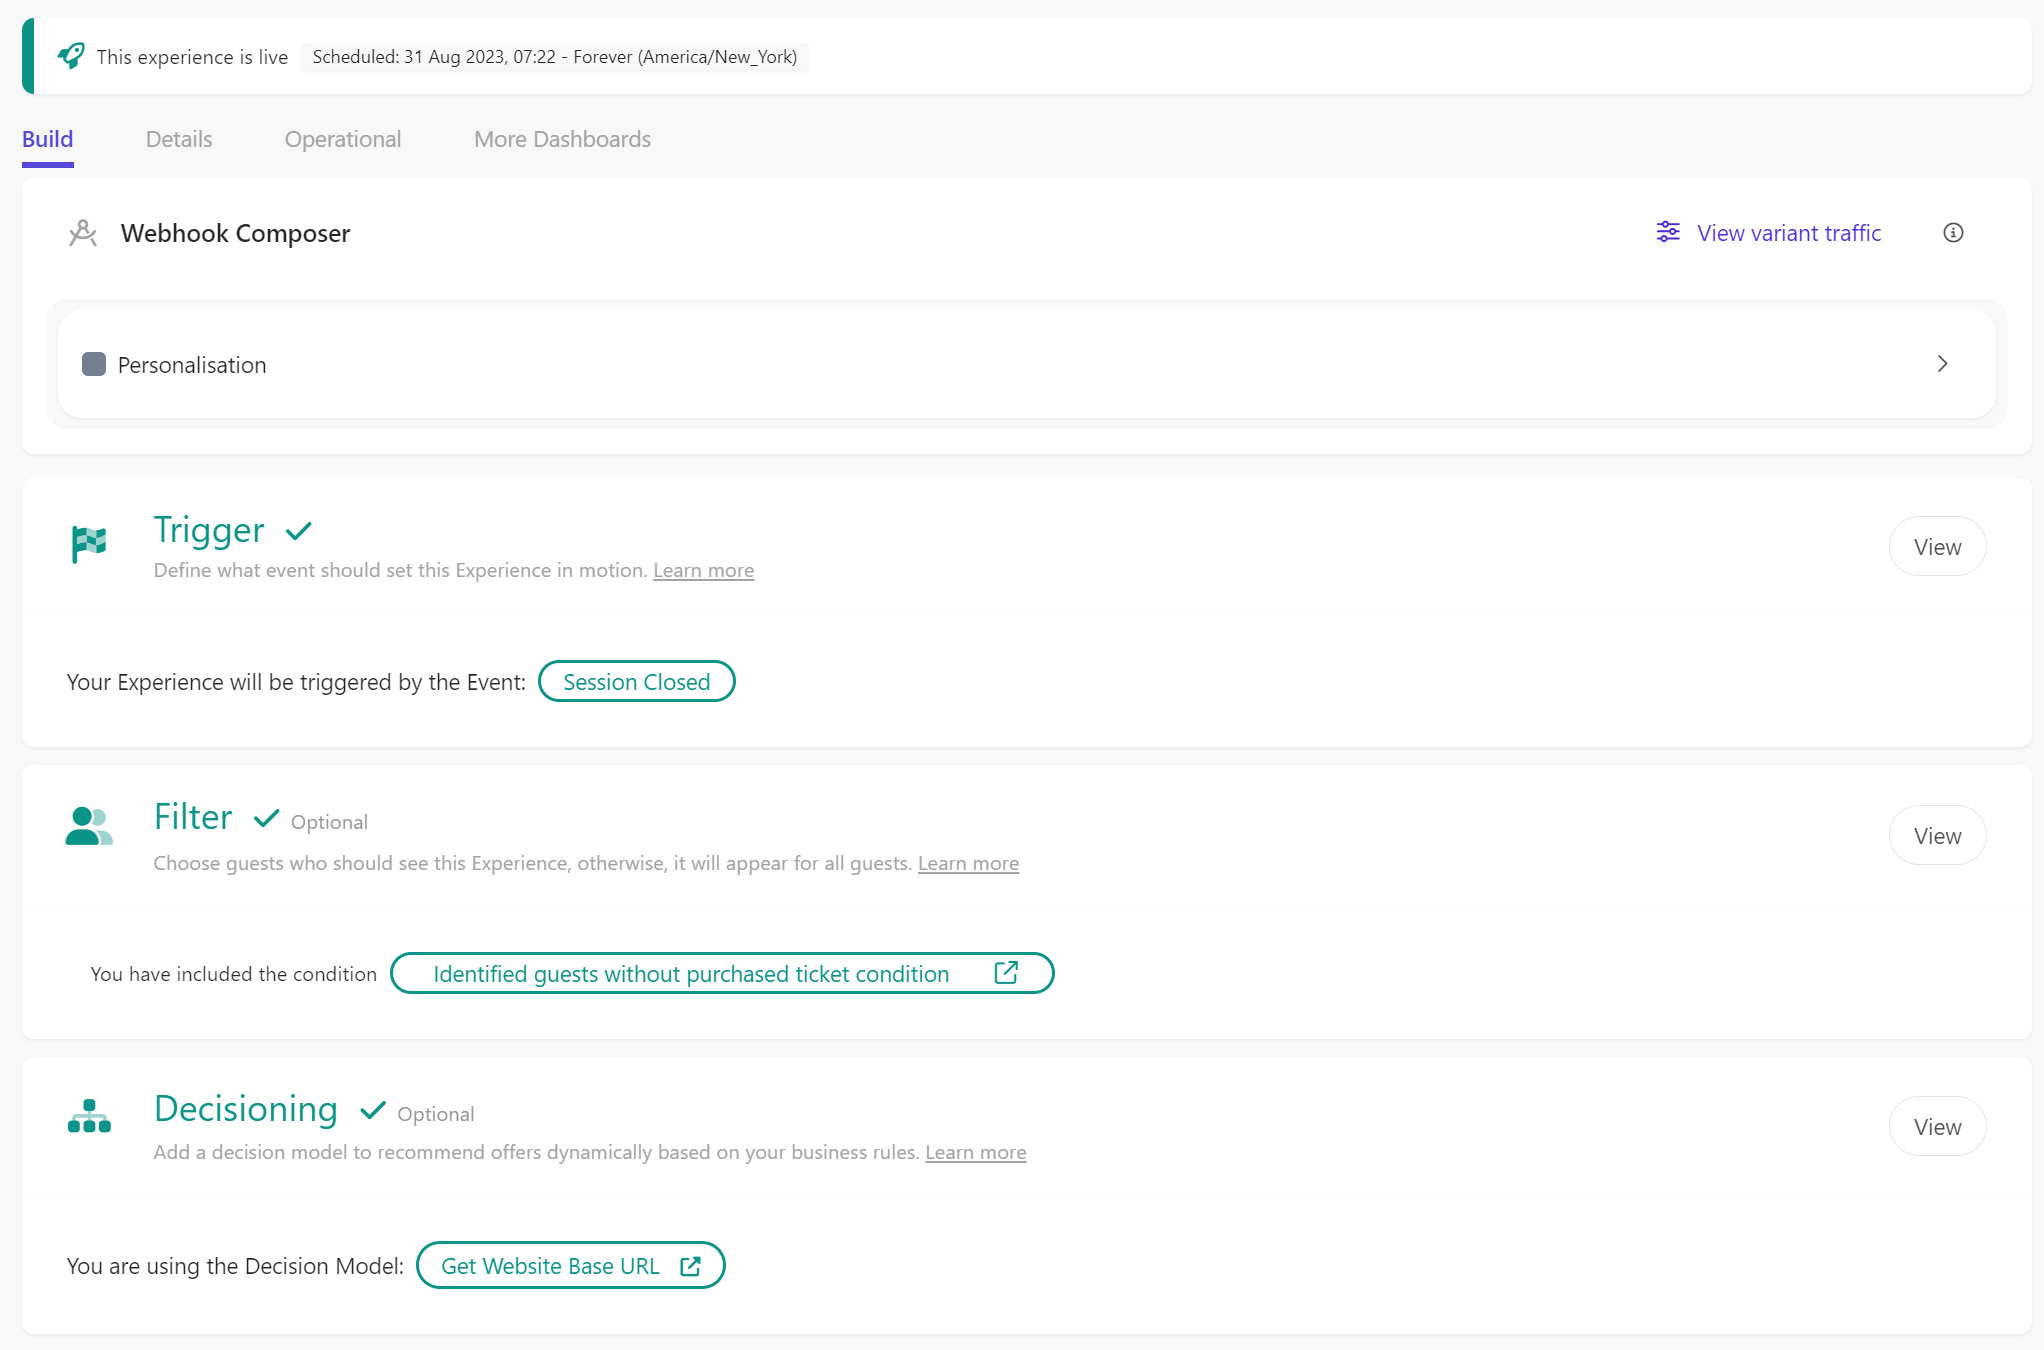 This experience is live Scheduled: 31 Aug 2023, 07:22 - Forever (America/New_York)
Build Details Operational More Dashboards
Webhook Composer View variant traffic
Personalisation
Trigger
Define what event should set this Experience in motion. Learn more
View
Your Experience will be triggered by the Event: Session Closed
Filter Optional
Choose guests who should see this Experience, otherwise, it will appear for all guests. Learn more
View
You have included the condition Identified guests without purchased ticket condition
Decisioning Optional
Add a decision model to recommend offers dynamically based on your business rules. Learn more
View
You are using the Decision Model: Get Website Base URL